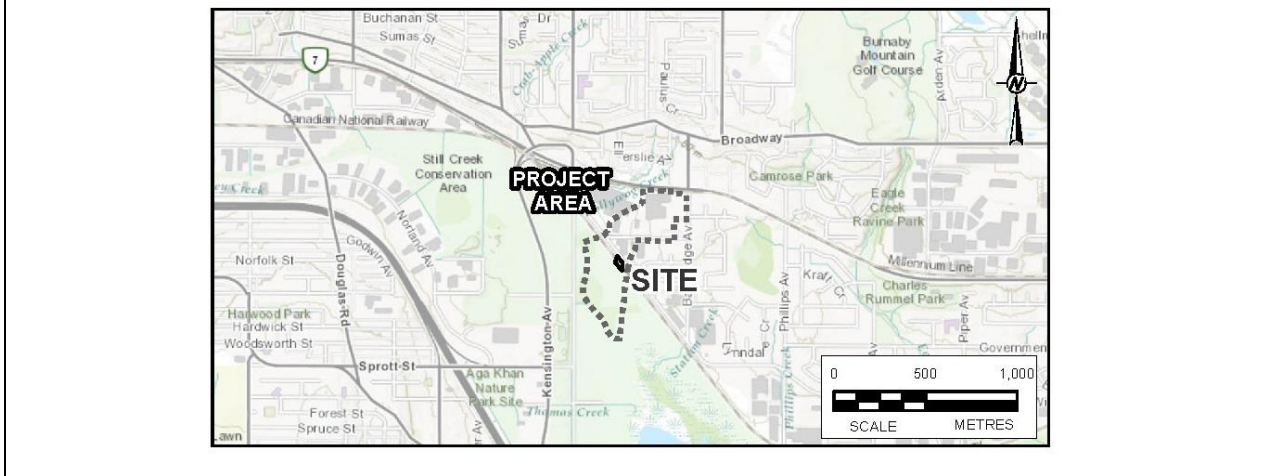 Buchanan St
Sumas St
Dr
Crab-Apple Creek
Paulus Cr
Burnaby
Mountain
Golf Course
Arden Av
7
N
Canadian National Railway
Broadway
Still Creek
Conservation
Area
PROJECT
AREA
Camrose Park
Eagle
Creek
Ravine Park
Norland Av
Godwin Av
Norfolk St
Douglas Rd
SITE
Millennium Line
Kraft Cr
Charles
Rummel Park
Phillips Av
Piper Av
Harwood Park
Hardwick St
Woodsworth St
Sprott St
Kensington Av
Aga Khan
Nature
Park Site
Thomas Creek
Forest St
Spruce St
Phillips Creek
0 500 1,000
SCALE METRES